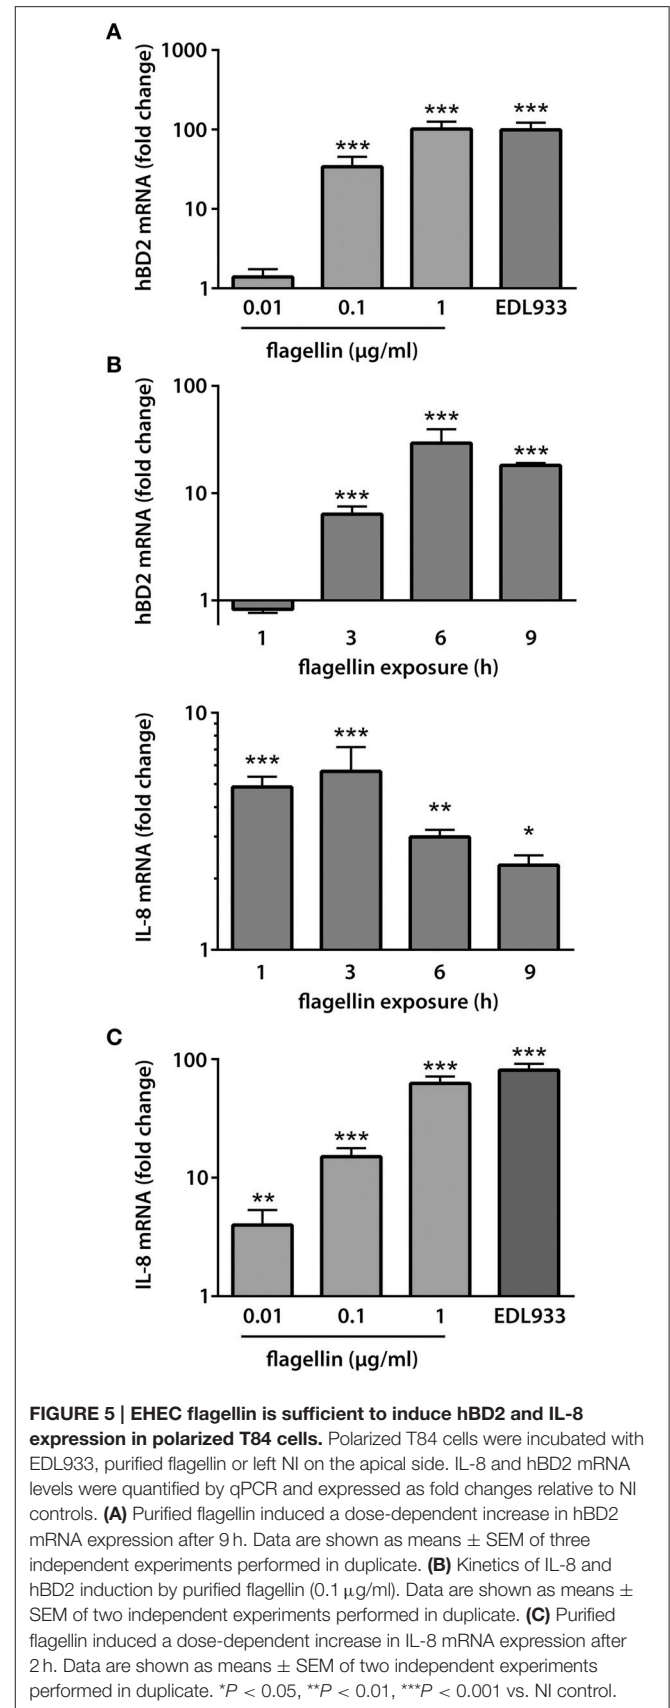 A
hBD2 mRNA (fold change)
1000
100
10
1
***
***
***
0.01 0.1 1 EDL933
flagellin (µg/ml)
B
hBD2 mRNA (fold change)
100
10
1
***
***
***
1 3 6 9
flagellin exposure (h)
IL-8 mRNA (fold change)
10
1
***
***
**
*
1 3 6 9
flagellin exposure (h)
C
IL-8 mRNA (fold change)
100
10
1
**
***
***
***
0.01 0.1 1 EDL933
flagellin (µg/ml)
FIGURE 5 | EHEC flagellin is sufficient to induce hBD2 and IL-8
expression in polarized T84 cells. Polarized T84 cells were incubated with
EDL933, purified flagellin or left NI on the apical side. IL-8 and hBD2 mRNA
levels were quantified by qPCR and expressed as fold changes relative to NI
controls. (A) Purified flagellin induced a dose-dependent increase in hBD2
mRNA expression after 9 h. Data are shown as means ± SEM of three
independent experiments performed in duplicate. (B) Kinetics of IL-8 and
hBD2 induction by purified flagellin (0.1 µg/ml). Data are shown as means ±
SEM of two independent experiments performed in duplicate. (C) Purified
flagellin induced a dose-dependent increase in IL-8 mRNA expression after
2 h. Data are shown as means ± SEM of two independent experiments
performed in duplicate. *P < 0.05, **P < 0.01, ***P < 0.001 vs. NI control.